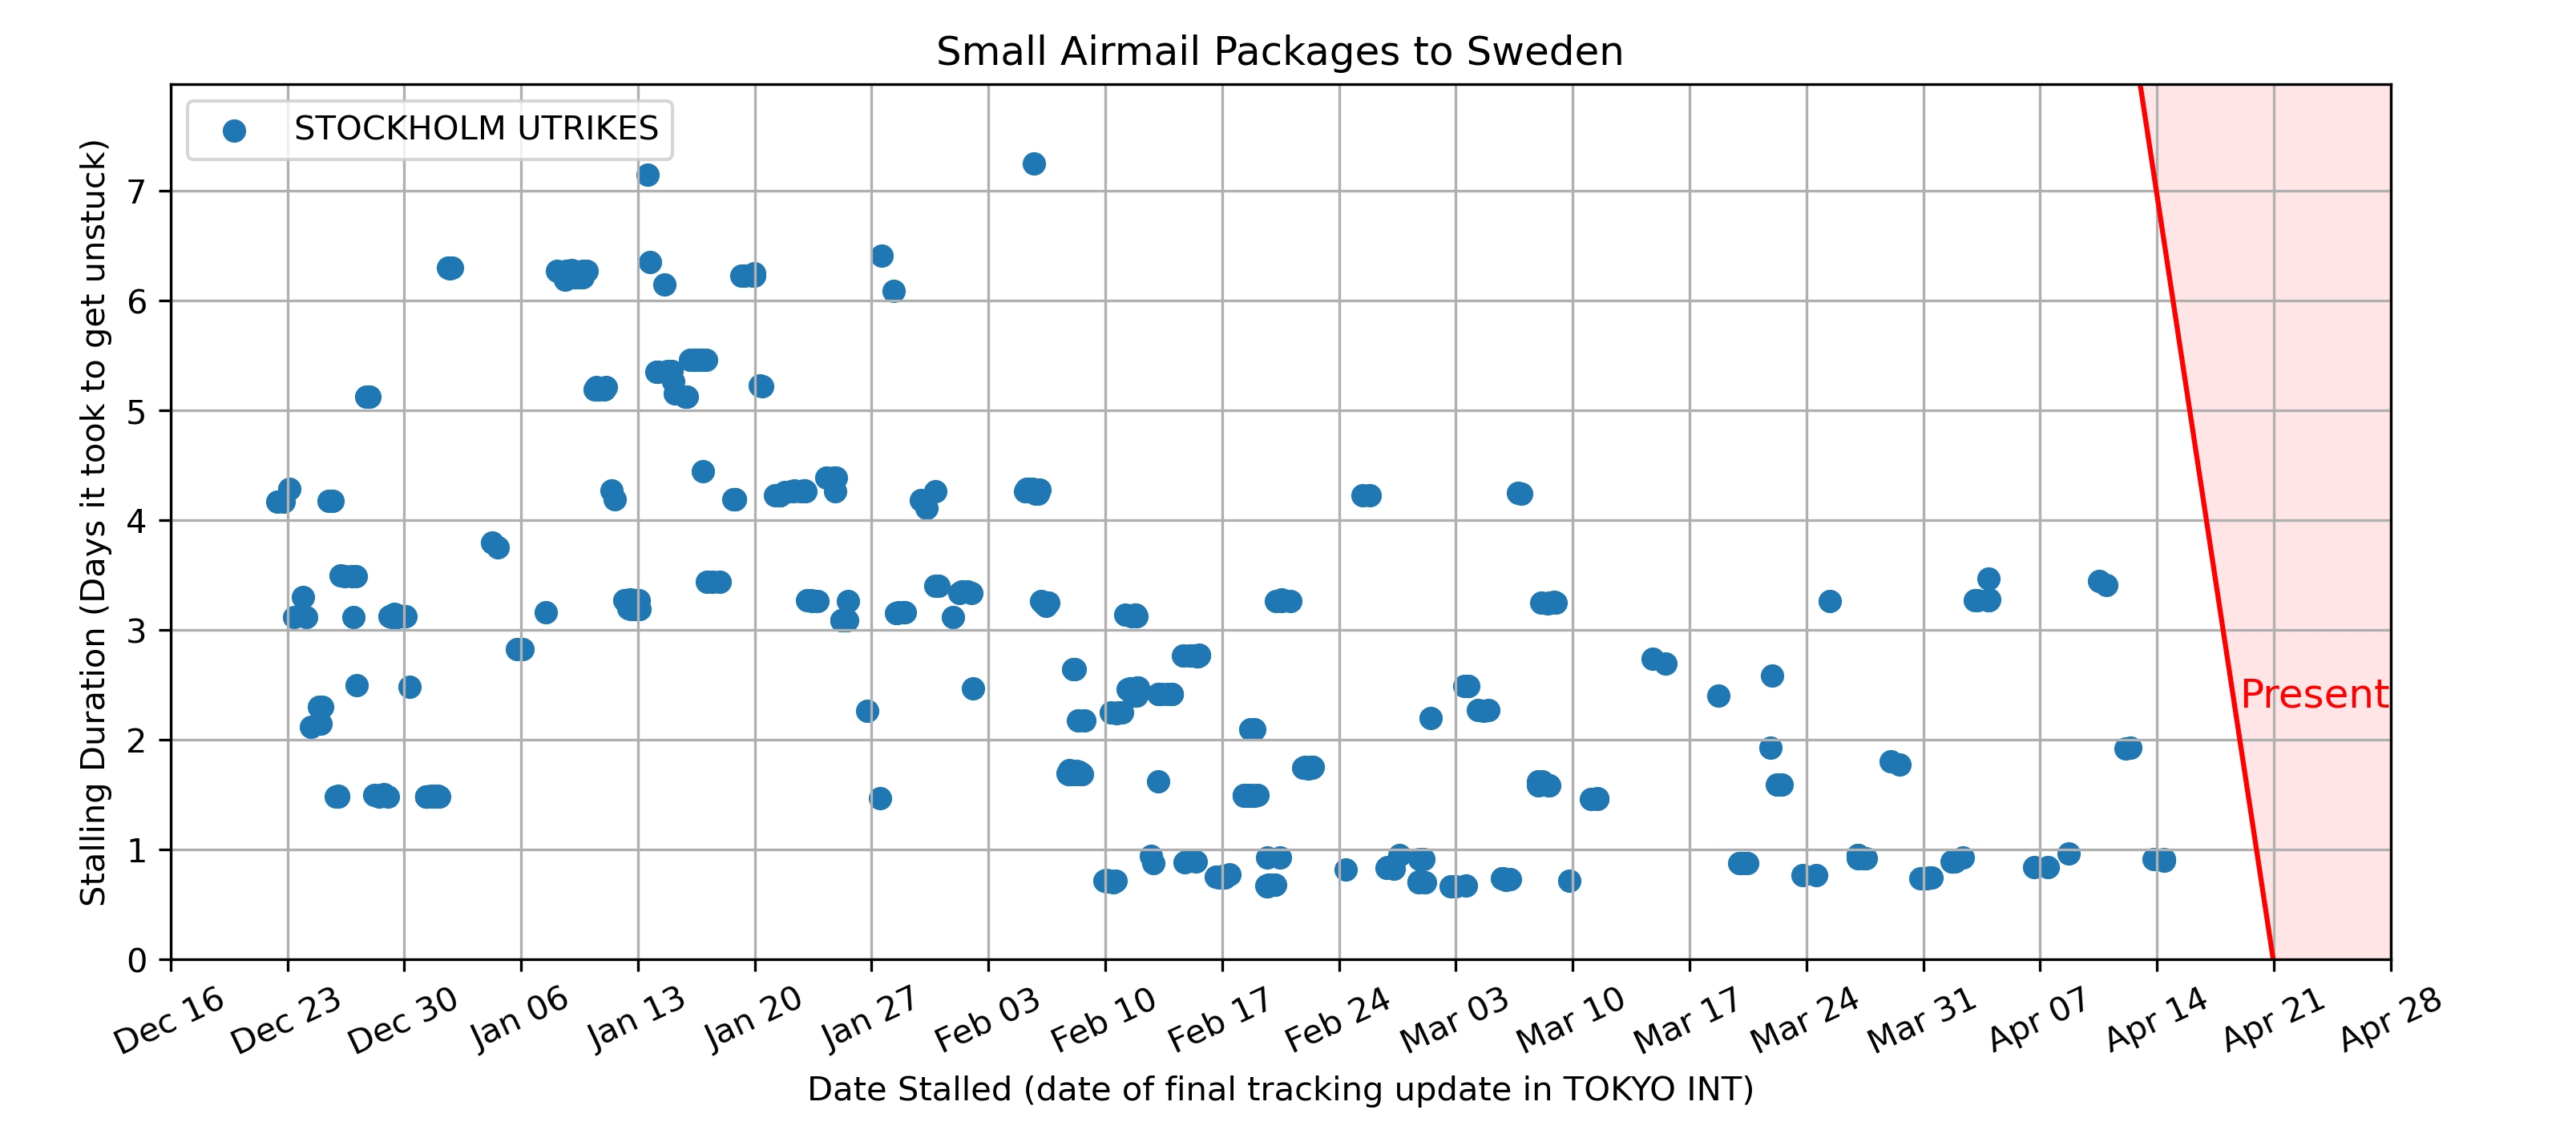 Small Airmail Packages to Sweden
STOCKHOLM UTRIKES
Stalling Duration (Days it took to get unstuck)
7
6
5
4
3
2
1
0
Present
Dec 16 Dec 23 Dec 30 Jan 06 Jan 13 Jan 20 Jan 27 Feb 03 Feb 10 Feb 17 Feb 24 Mar 03 Mar 10 Mar 17 Mar 24 Mar 31 Apr 07 Apr 14 Apr 21 Apr 28
Date Stalled (date of final tracking update in TOKYO INT)